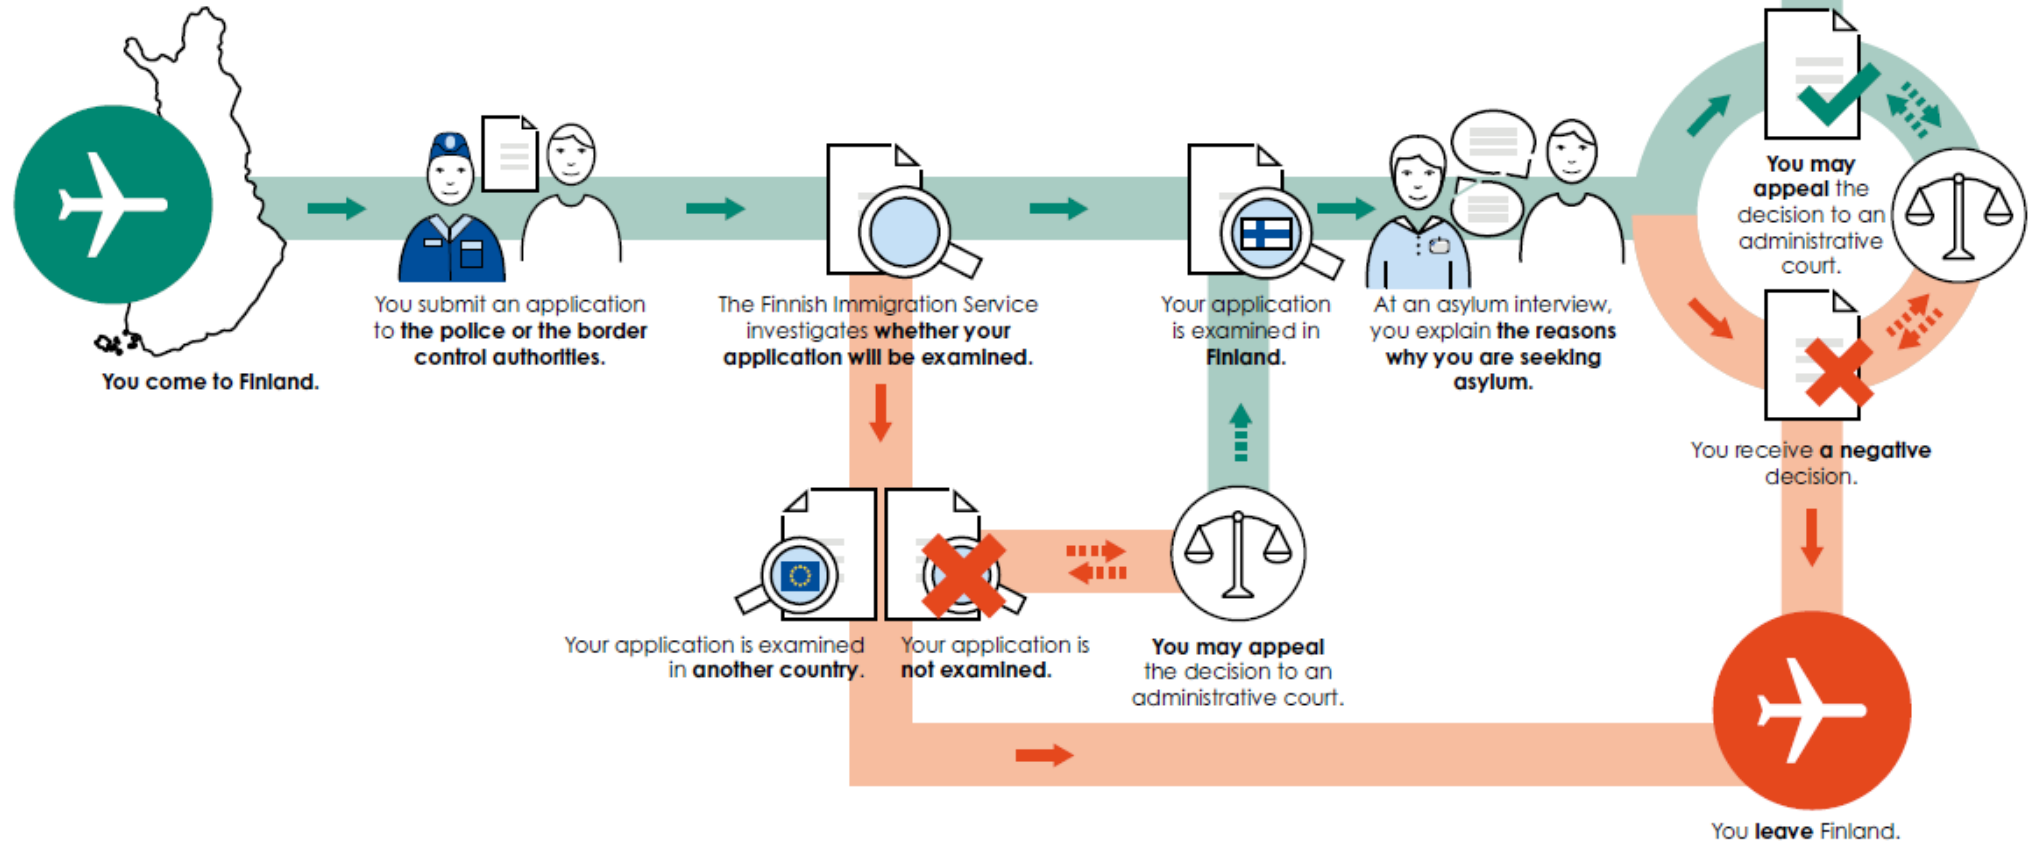 You come to Finland.
You submit an application
to the police or the border
control authorities.
The Finnish Immigration Service
investigates whether your
application will be examined.
Your application
is examined in
Finland.
At an asylum interview,
you explain the reasons
why you are seeking
asylum.
You may
appeal the
decision to an
administrative
court.
You receive a negative
decision.
Your application is examined
in another country.
Your application is
not examined.
You may appeal
the decision to an
administrative court.
You leave Finland.